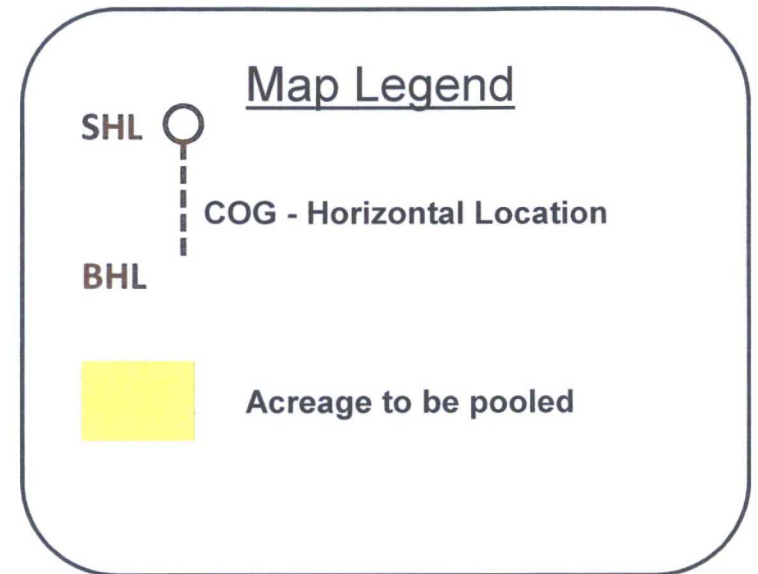 Map Legend
SHL
COG - Horizontal Location
BHL
Acreage to be pooled